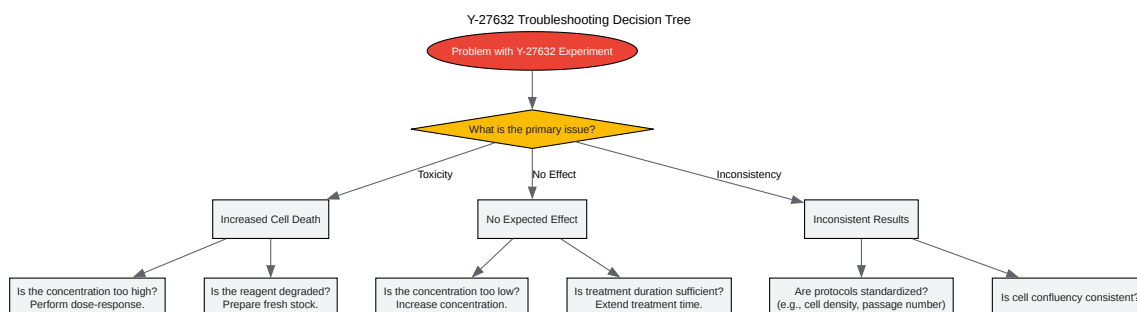 Y-27632 Troubleshooting Decision Tree
Problem with Y-27632 Experiment
What is the primary issue?
Toxicity
No Effect
Inconsistency
Increased Cell Death
No Expected Effect
Inconsistent Results
Is the concentration too high?
Perform dose-response.
Is the reagent degraded?
Prepare fresh stock.
Is the concentration too low?
Increase concentration.
Is treatment duration sufficient?
Extend treatment time.
Are protocols standardized?
(e.g., cell density, passage number)
Is cell confluency consistent?